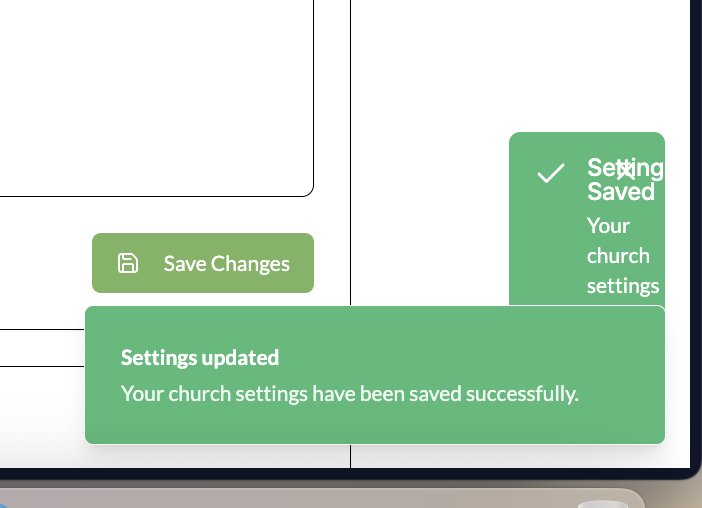 Setting
Saved
Your
church
settings
Save Changes
Settings updated
Your church settings have been saved successfully.